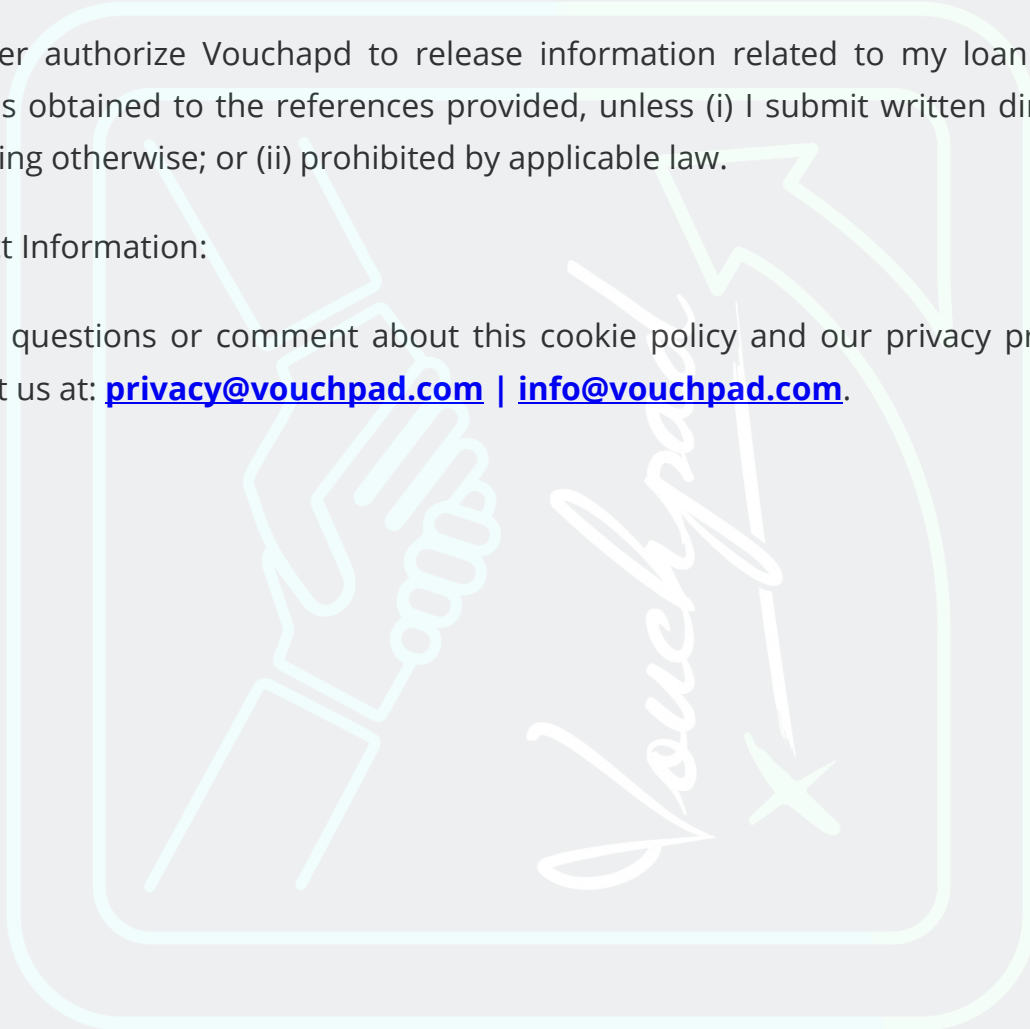 er authorize Vouchapd to release information related to my loan
s obtained to the references provided, unless (i) I submit written dir
ing otherwise; or (ii) prohibited by applicable law.
t Information:
questions or comment about this cookie policy and our privacy pr
t us at: privacy@vouchpad.com | info@vouchpad.com.
Vouchpad